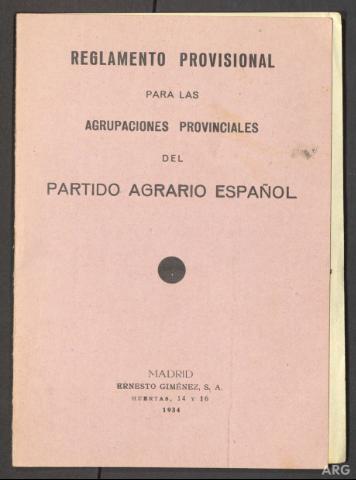 REGLAMENTO PROVISIONAL
PARA LAS
AGRUPACIONES PROVINCIALES
DEL
PARTIDO AGRARIO ESPAÑOL
MADRID
ERNESTO GIMÉNEZ, S. A.
HUERTAS, 14 Y 16
1934
ARG